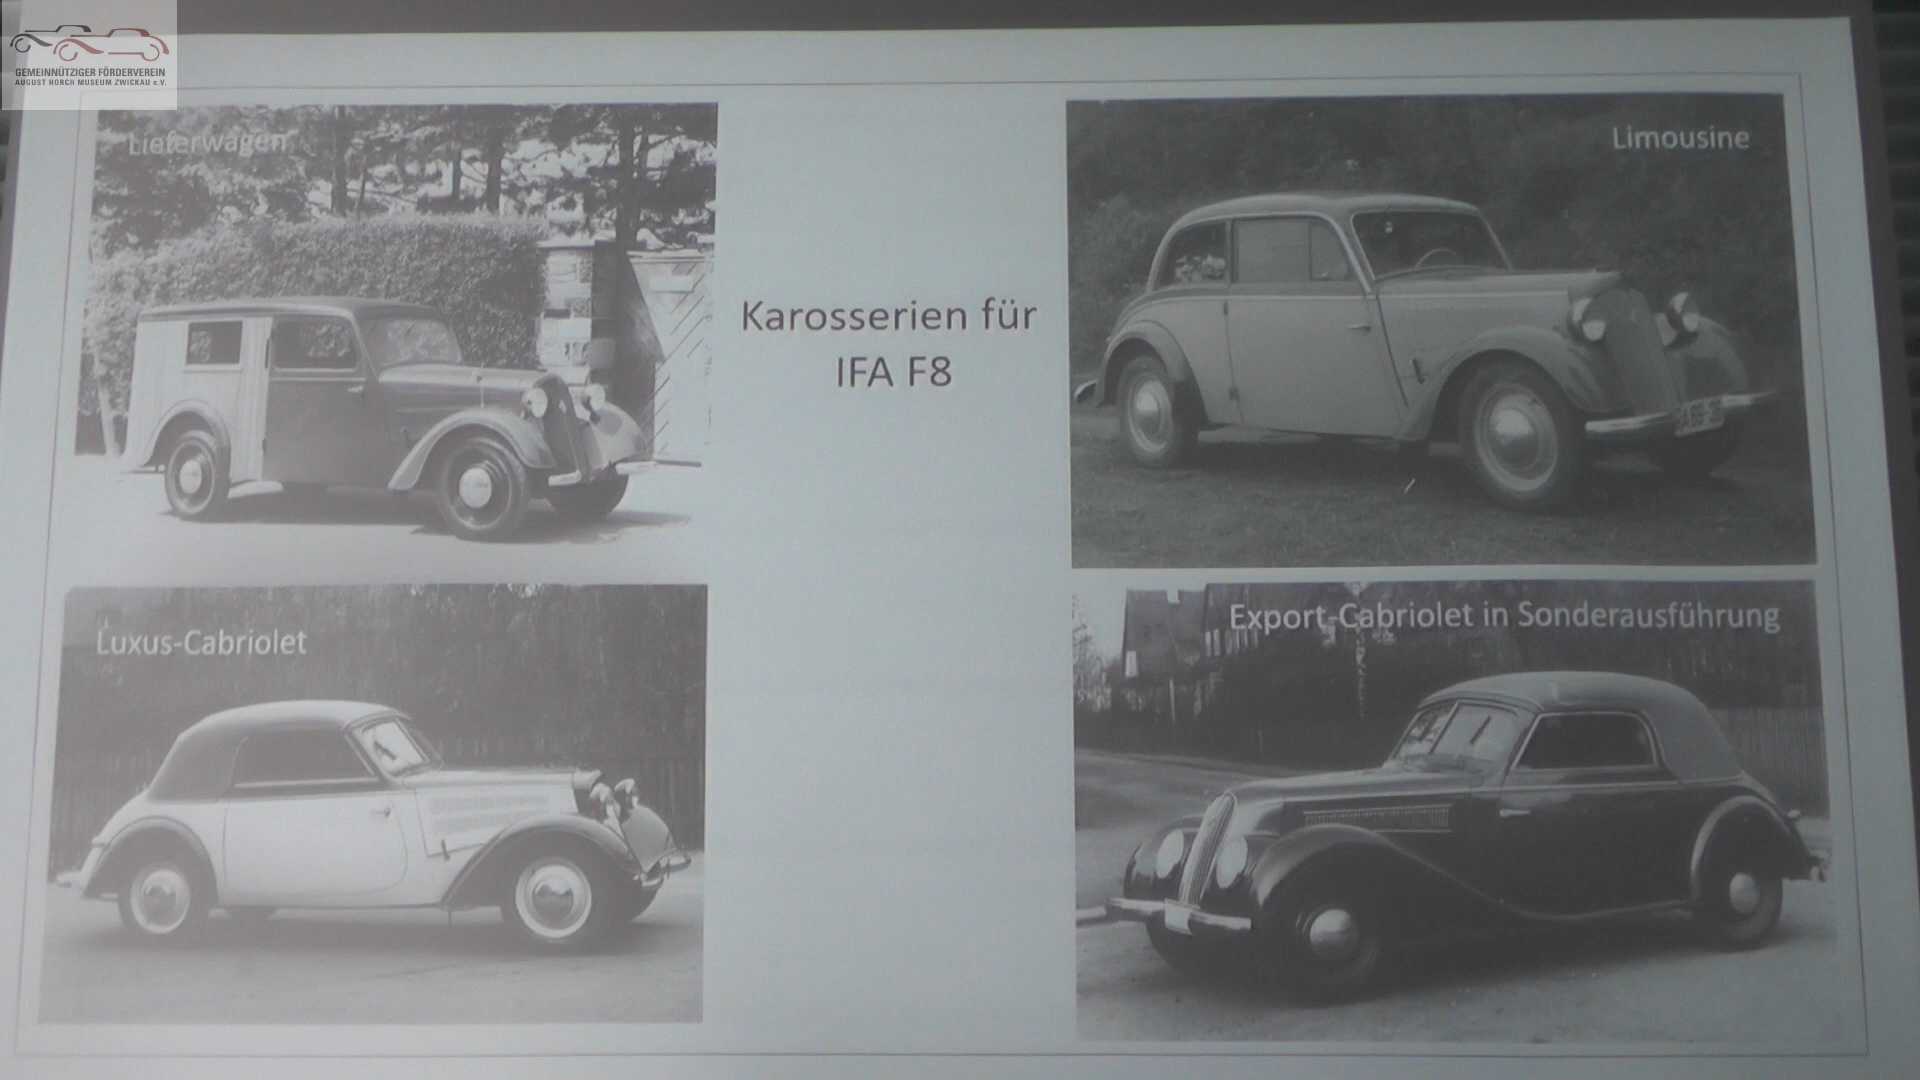 GEMEINNÜTZIGER FÖRDERVEREIN
AUGUST HORCH MUSEUM ZWICKAU e.V.
Lieferwagen
Limousine
Karosserien für
IFA F8
Luxus-Cabriolet
Export-Cabriolet in Sonderausführung